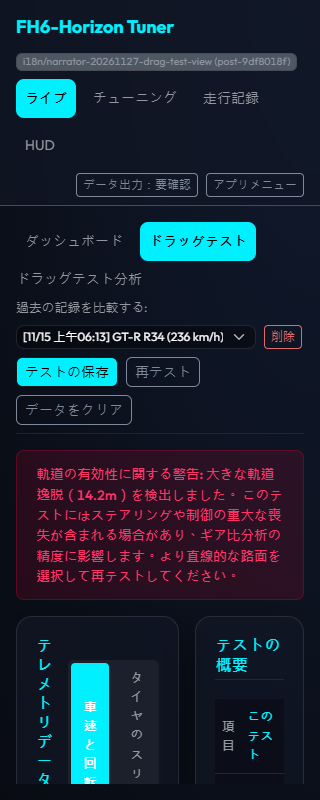 FH6-Horizon Tuner
i18n/narrator-20261127-drag-test-view (post-9df8018f)
ライブ
チューニング
走行記録
HUD
データ出力：要確認
アプリメニュー
ダッシュボード
ドラッグテスト
ドラッグテスト分析
過去の記録を比較する:
[11/15 上午06:13] GT-R R34 (236 km/h)
削除
テストの保存
再テスト
データをクリア
軌道の有効性に関する警告: 大きな軌道
逸脱（14.2m）を検出しました。このテ
ストにはステアリングや制御の重大な喪
失が含まれる場合があり、ギア比分析の
精度に影響します。より直線的な路面を
選択して再テストしてください。
テレメトリデータ
車速と回転
タイヤのスリ
テストの
概要
項
目
この
テス
ト